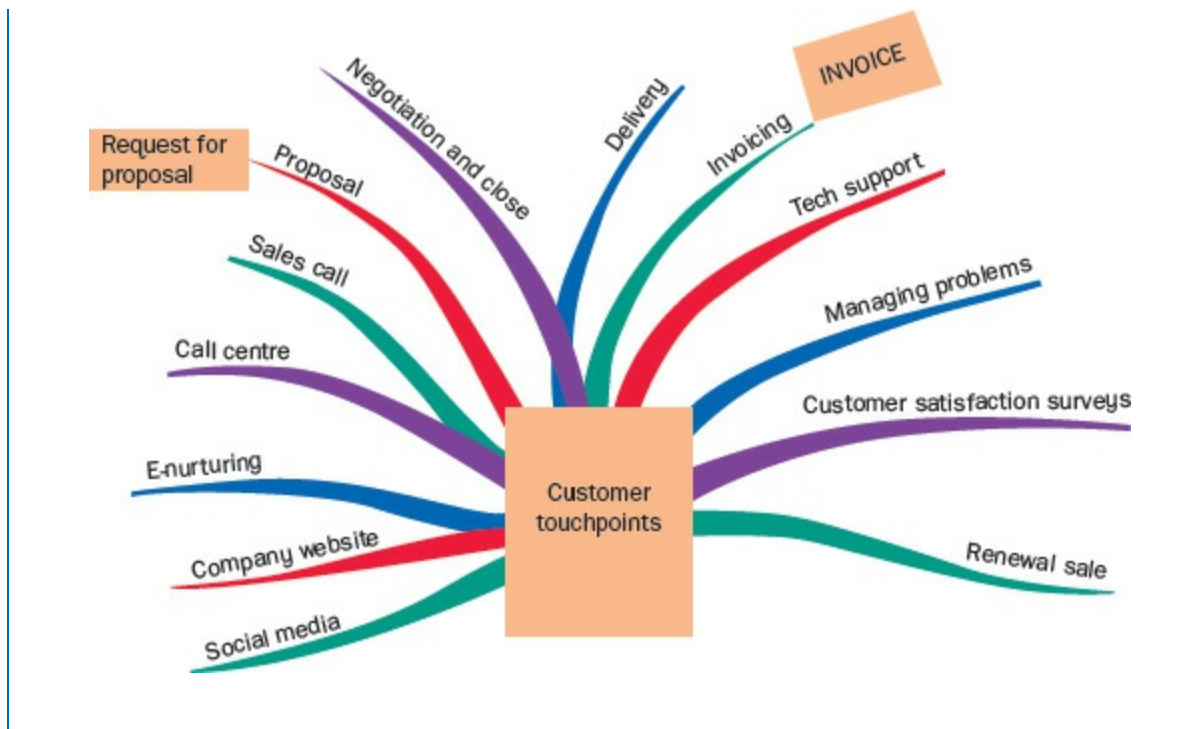 INVOICE
Negotiation and close
Delivery
Invoicing
Request for
proposal
Proposal
Tech support
Sales call
Managing problems
Call centre
Customer satisfaction surveys
E-nurturing
Customer
touchpoints
Company website
Renewal sale
Social media